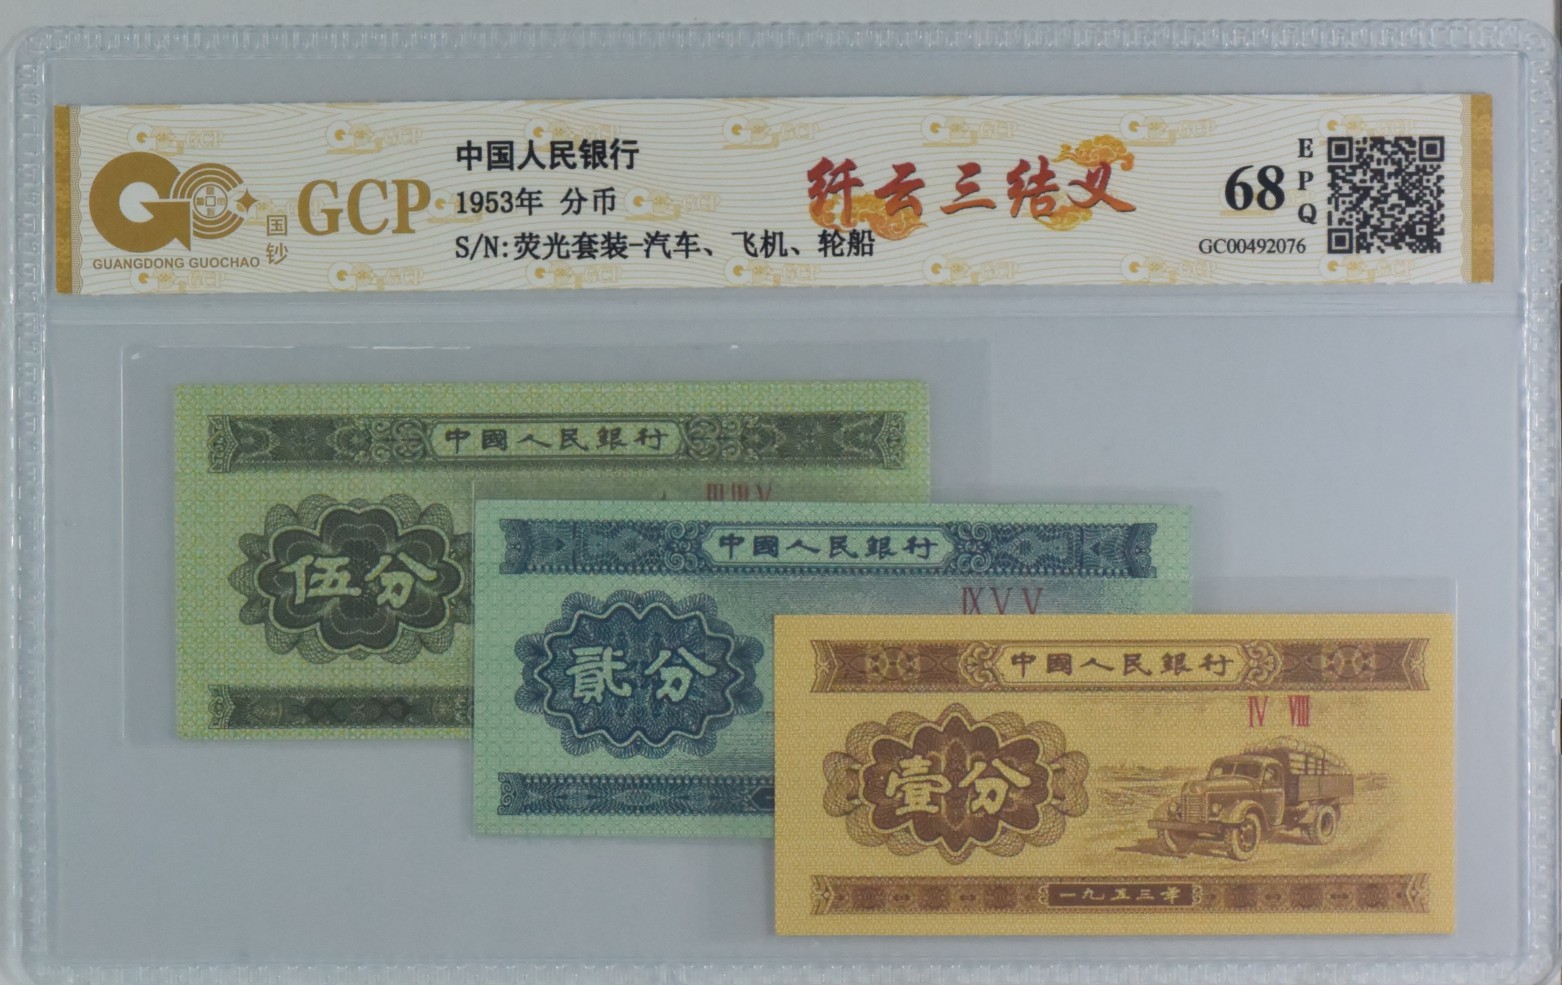 GUANGDONG GUOCHAO
国钞
GCP
中国人民银行
1953年 分币
S/N:荧光套装-汽车、飞机、轮船
纤云三结义
68
EPQ
GC00492076
中國人民銀行
III III V
伍分
中國人民銀行
IX V V
貳分
中國人民銀行
IV VIII
壹分
一九五三年